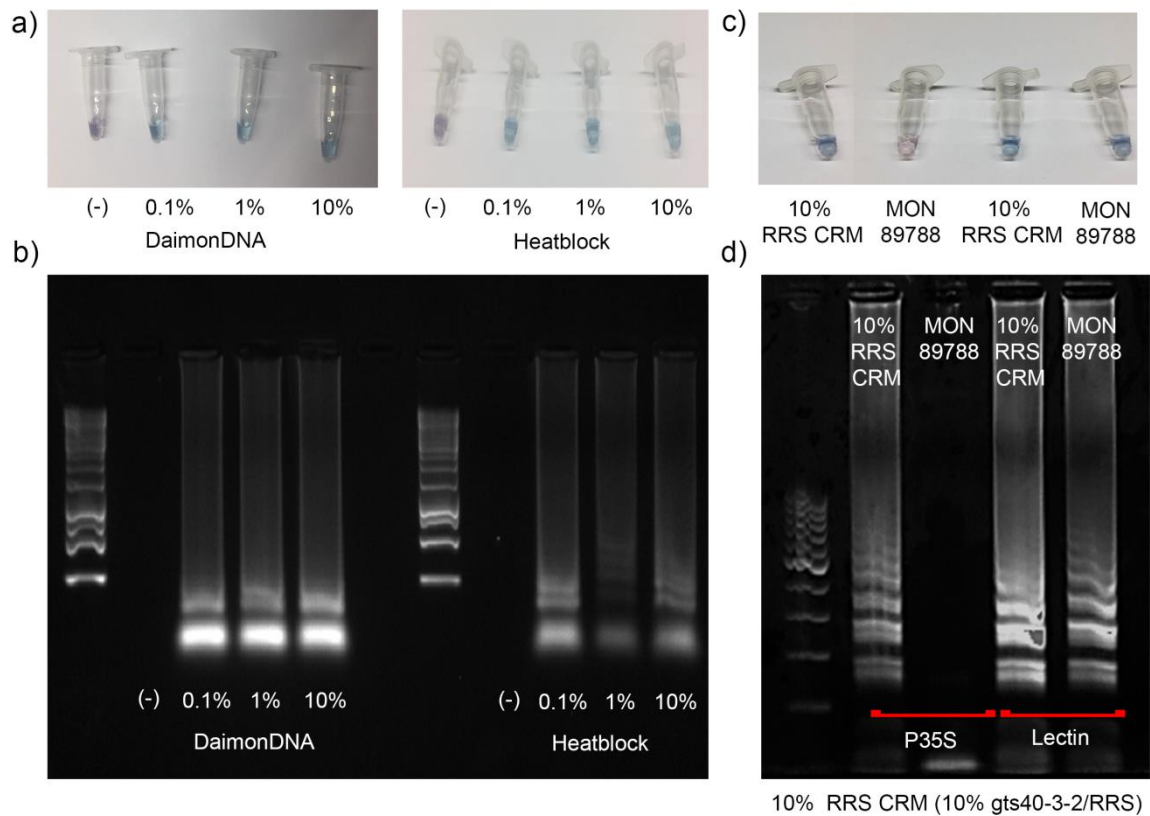 a)
(-) 0.1% 1% 10%
DaimonDNA
(-) 0.1% 1% 10%
Heatblock
c)
10%
RRS CRM
MON
89788
10%
RRS CRM
MON
89788
b)
(-) 0.1% 1% 10%
DaimonDNA
(-) 0.1% 1% 10%
Heatblock
d)
10%
RRS
CRM
MON
89788
10%
RRS
CRM
MON
89788
P35S
Lectin
10% RRS CRM (10% gts40-3-2/RRS)